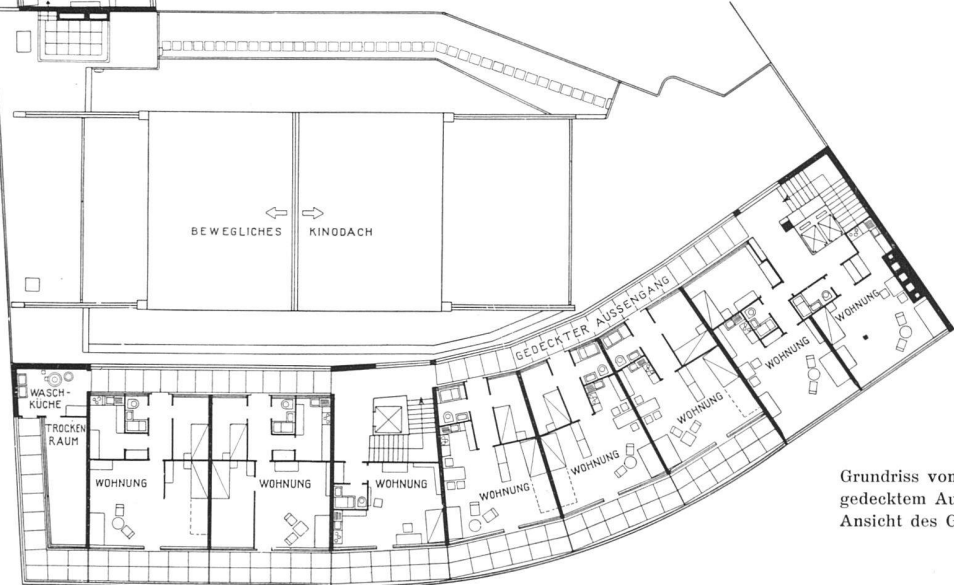 BEWEGLICHES KINODACH
GEDECKTER AUSSENGANG
WASCH-
KÜCHE
TROCKEN
RAUM
WOHNUNG
WOHNUNG
WOHNUNG
WOHNUNG
WOHNUNG
WOHNUNG
WOHNUNG
WOHNUNG
Grundriss von
gedecktem Au
Ansicht des G